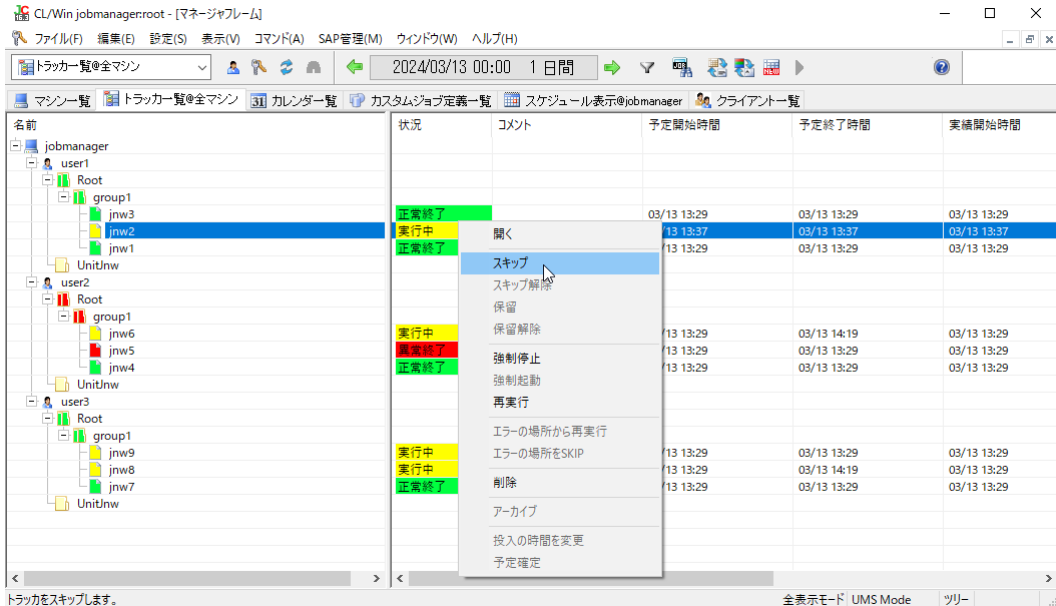 CL/Win jobmanager:root - [マネージャフレーム]
ファイル(F) 編集(E) 設定(S) 表示(V) コマンド(A) SAP管理(M) ウィンドウ(W) ヘルプ(H)
トラッカ一覧@全マシン 2024/03/13 00:00 1 日間
マシン一覧 トラッカ一覧@全マシン 31 カレンダー一覧 カスタムジョブ定義一覧 スケジュール表示@jobmanager クライアント一覧
名前 状況 コメント 予定開始時間 予定終了時間 実績開始時間
jobmanager
user1
Root
group1
jnw3 正常終了 03/13 13:29 03/13 13:29 03/13 13:29
jnw2 実行中 /13 13:37 03/13 13:37 03/13 13:37
jnw1 正常終了 /13 13:29 03/13 13:29 03/13 13:29
UnitJnw
user2
Root
group1
jnw6 実行中 /13 13:29 03/13 14:19 03/13 13:29
jnw5 異常終了 /13 13:29 03/13 13:29 03/13 13:29
jnw4 正常終了 /13 13:29 03/13 13:29 03/13 13:29
UnitJnw
user3
Root
group1
jnw9 実行中 /13 13:29 03/13 13:29 03/13 13:29
jnw8 実行中 /13 13:29 03/13 14:19 03/13 13:29
jnw7 正常終了 /13 13:29 03/13 13:29 03/13 13:29
UnitJnw
開く
スキップ
スキップ解除
保留
保留解除
強制停止
強制起動
再実行
エラーの場所から再実行
エラーの場所をSKIP
削除
アーカイブ
投入の時間を変更
予定確定
トラッカをスキップします。 全表示モード UMS Mode ツリー